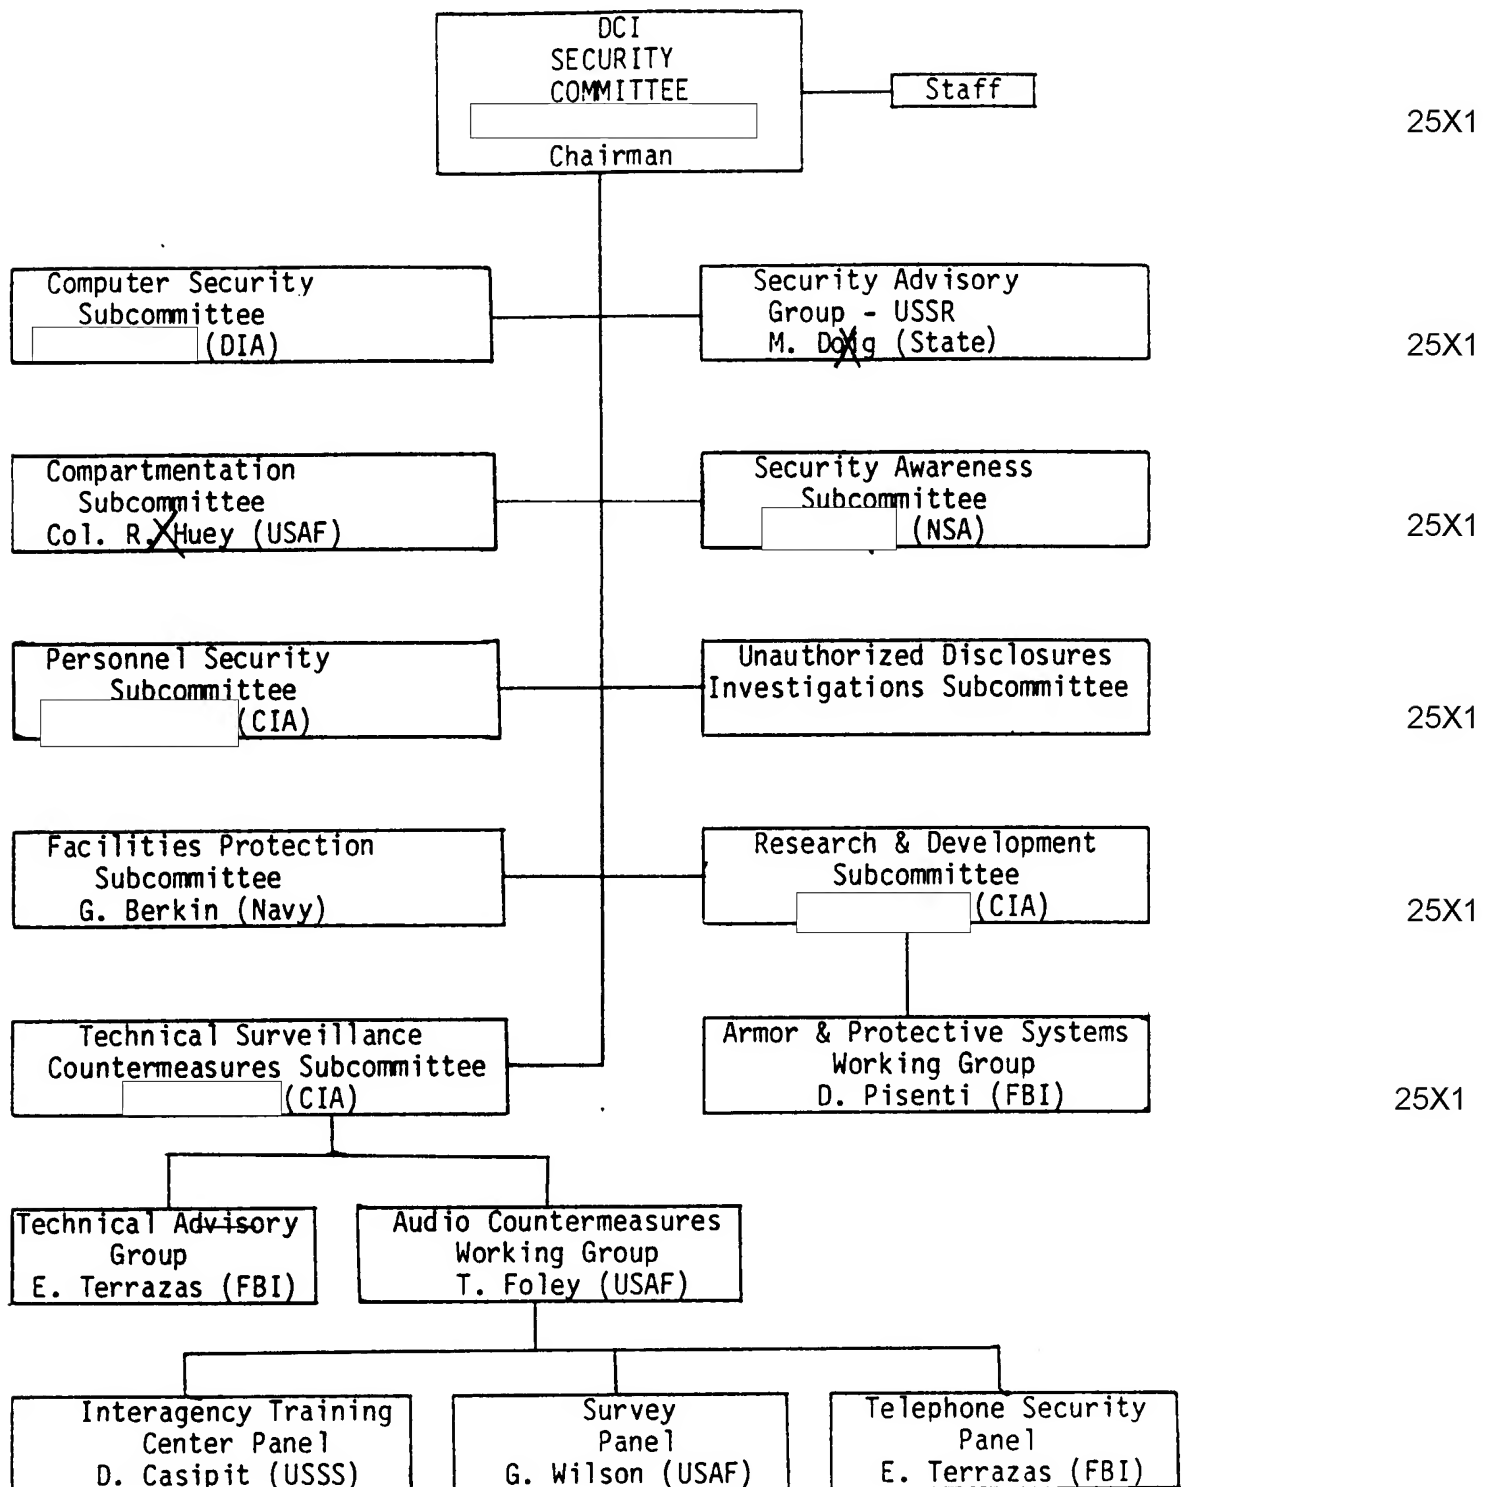 DCI
SECURITY
COMMITTEE
Chairman
Staff
25X1
Computer Security
Subcommittee
(DIA)
Security Advisory
Group - USSR
M. (State)
25X1
Compartmentation
Subcommittee
Col. R. Huey (USAF)
Security Awareness
Subcommittee
(NSA)
25X1
Personnel Security
Subcommittee
(CIA)
Unauthorized Disclosures
Investigations Subcommittee
25X1
Facilities Protection
Subcommittee
G. Berkin (Navy)
Research & Development
Subcommittee
(CIA)
25X1
Technical Surveillance
Countermeasures Subcommittee
(CIA)
Armor & Protective Systems
Working Group
D. Pisenti (FBI)
25X1
Technical Advisory
Group
E. Terrazas (FBI)
Audio Countermeasures
Working Group
T. Foley (USAF)
Interagency Training
Center Panel
D. Casipit (USSS)
Survey
Panel
G. Wilson (USAF)
Telephone Security
Panel
E. Terrazas (FBI)